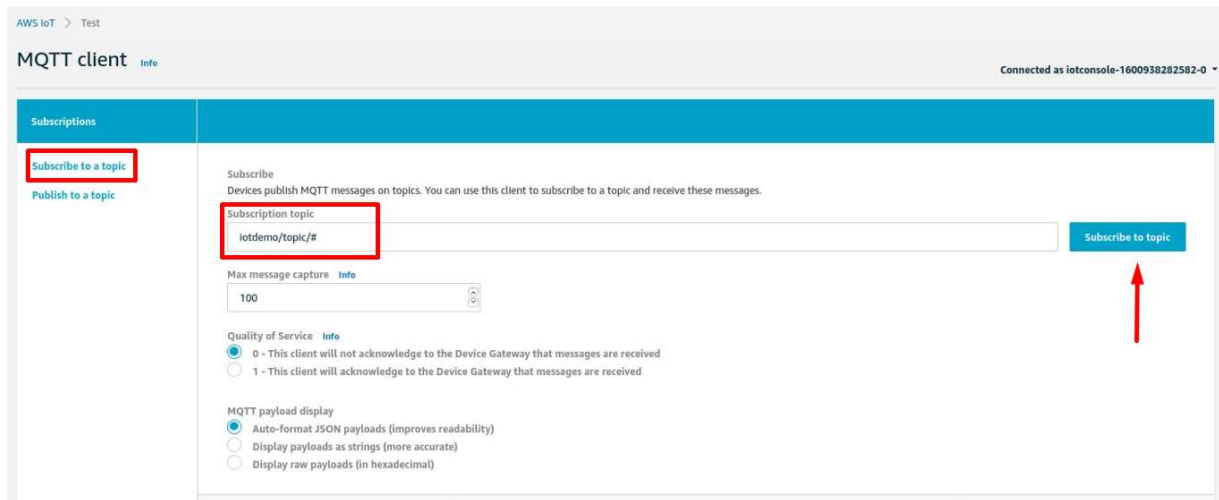 AWS IoT > Test
MQTT client Info
Connected as iotconsole-1600938282582-0
Subscriptions
Subscribe to a topic
Publish to a topic
Subscribe
Devices publish MQTT messages on topics. You can use this client to subscribe to a topic and receive these messages.
Subscription topic
iotdemo/topic/#
Subscribe to topic
Max message capture Info
100
Quality of Service Info
0 - This client will not acknowledge to the Device Gateway that messages are received
1 - This client will acknowledge to the Device Gateway that messages are received
MQTT payload display
Auto-format JSON payloads (improves readability)
Display payloads as strings (more accurate)
Display raw payloads (in hexadecimal)